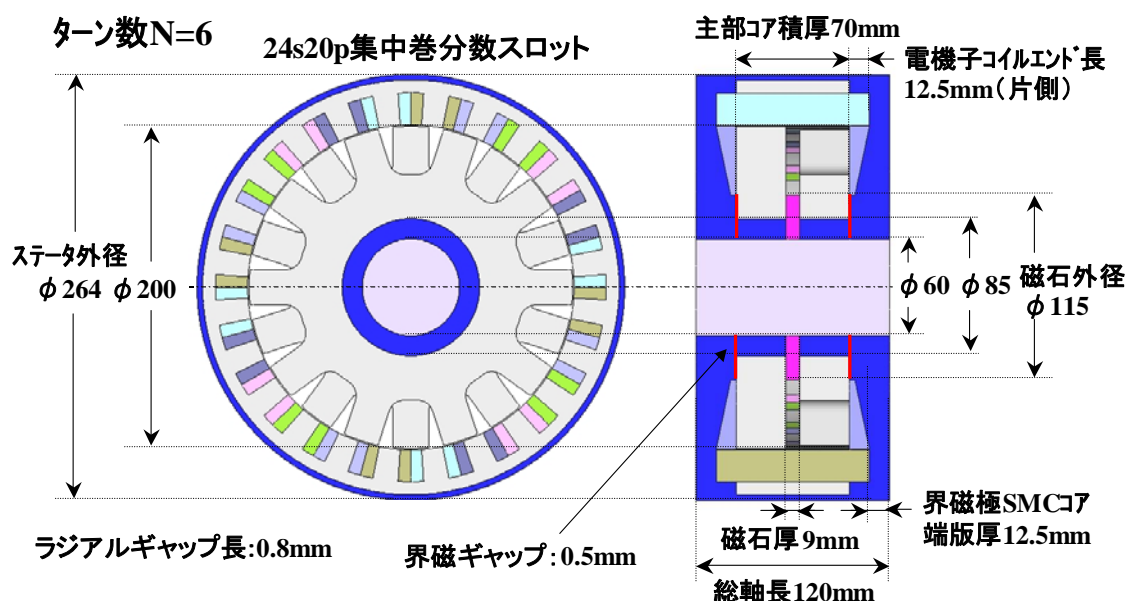 ターン数N=6
24s20p集中巻分数スロット
主部コア積厚70mm
電機子コイルエンド長
12.5mm(片側)
ステータ外径
φ264
φ200
φ60
φ85
磁石外径
φ115
ラジアルギャップ長:0.8mm
界磁ギャップ:0.5mm
磁石厚9mm
界磁極SMCコア
端版厚12.5mm
総軸長120mm